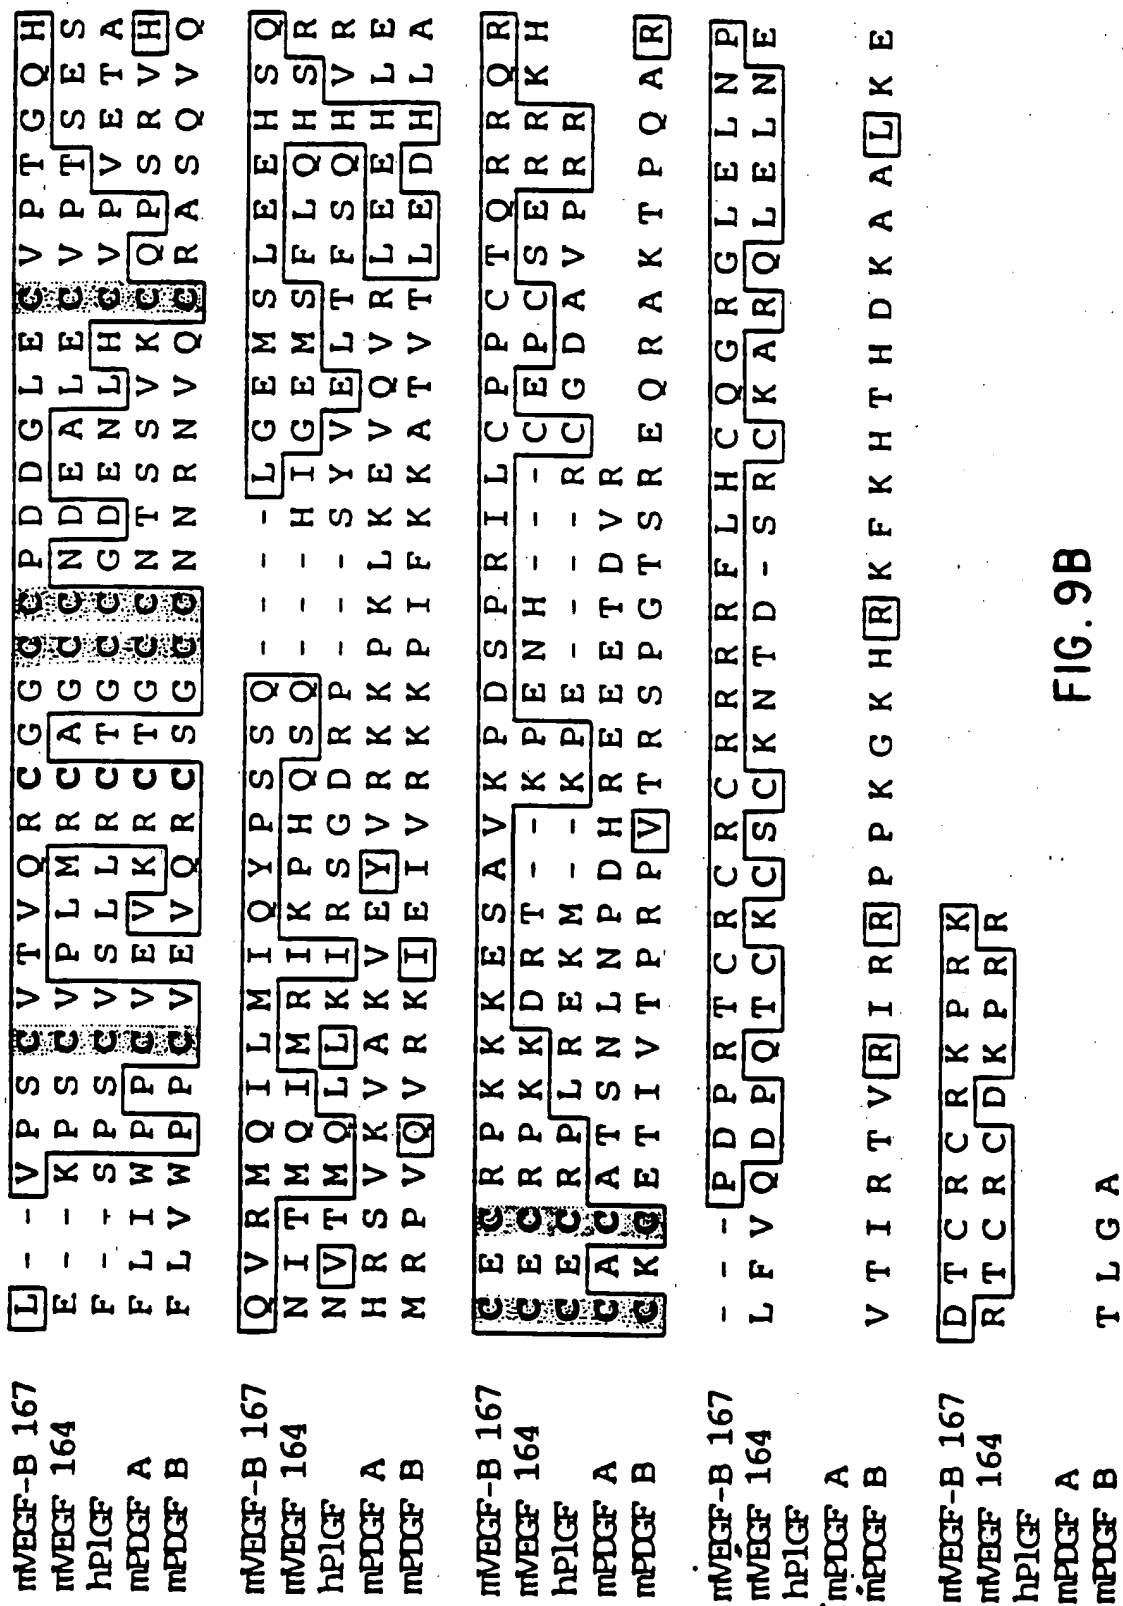 mVEGF-B 167 L - - V P S C V T V Q R C G G C C P D D G L E C V P T G Q H
mVEGF 164 E - - K P S C V P L M R C A G C C N D E A L E C V P T S E S
hPlGF F - - S P S C V S L L R C T G C C G D E N L H C V P V E T A
mPDGF A F L I W P P C V E V K R C T G C C N T S S V K C Q P S R V H
mPDGF B F L V W P P C V E V Q R C S G C C N N R N V Q C R A S Q V Q
mVEGF-B 167 Q V R M Q I L M I Q Y P S S Q - - - - L G E M S L E E H S Q
mVEGF 164 N I T M Q I M R I K P H Q S Q - - - H I G E M S F L Q H S R
hPlGF N V T M Q L L K I R S G D R P - - - S Y V E L T F S Q H V R
mPDGF A H R S V K V A K V E Y V R K K P K L K E V Q V R L E E H L E
mPDGF B M R P V Q V R K I E I V R K K P I F K K A T V T L E D H L A
mVEGF-B 167 C E C R P K K K E S A V K P D S P R I L C P P C T Q R R Q R
mVEGF 164 C E C R P K K D R T - - K P E N H - - - C E P C S E R R K H
hPlGF C E C R P L R E K M - - K P E - - - - R C G D A V P R R
mPDGF A C A C A T S N L N P D H R E E E T D V R
mPDGF B C K C E T I V T P R P V T R S P G T S R E Q R A K T P Q A R
mVEGF-B 167 - - - P D P R T C R C R C R R R R F L H C Q G R G L E L N P
mVEGF 164 L F V Q D P Q T C K C S C K N T D - S R C K A R Q L E L N E
hPlGF
mPDGF A
mPDGF B V T I R T V R I R R P P K G K H R K F K H T H D K A A L K E
mVEGF-B 167 D T C R C R K P R K
mVEGF 164 R T C R C D K P R R
hPlGF
mPDGF A
mPDGF B T L G A
FIG. 9B